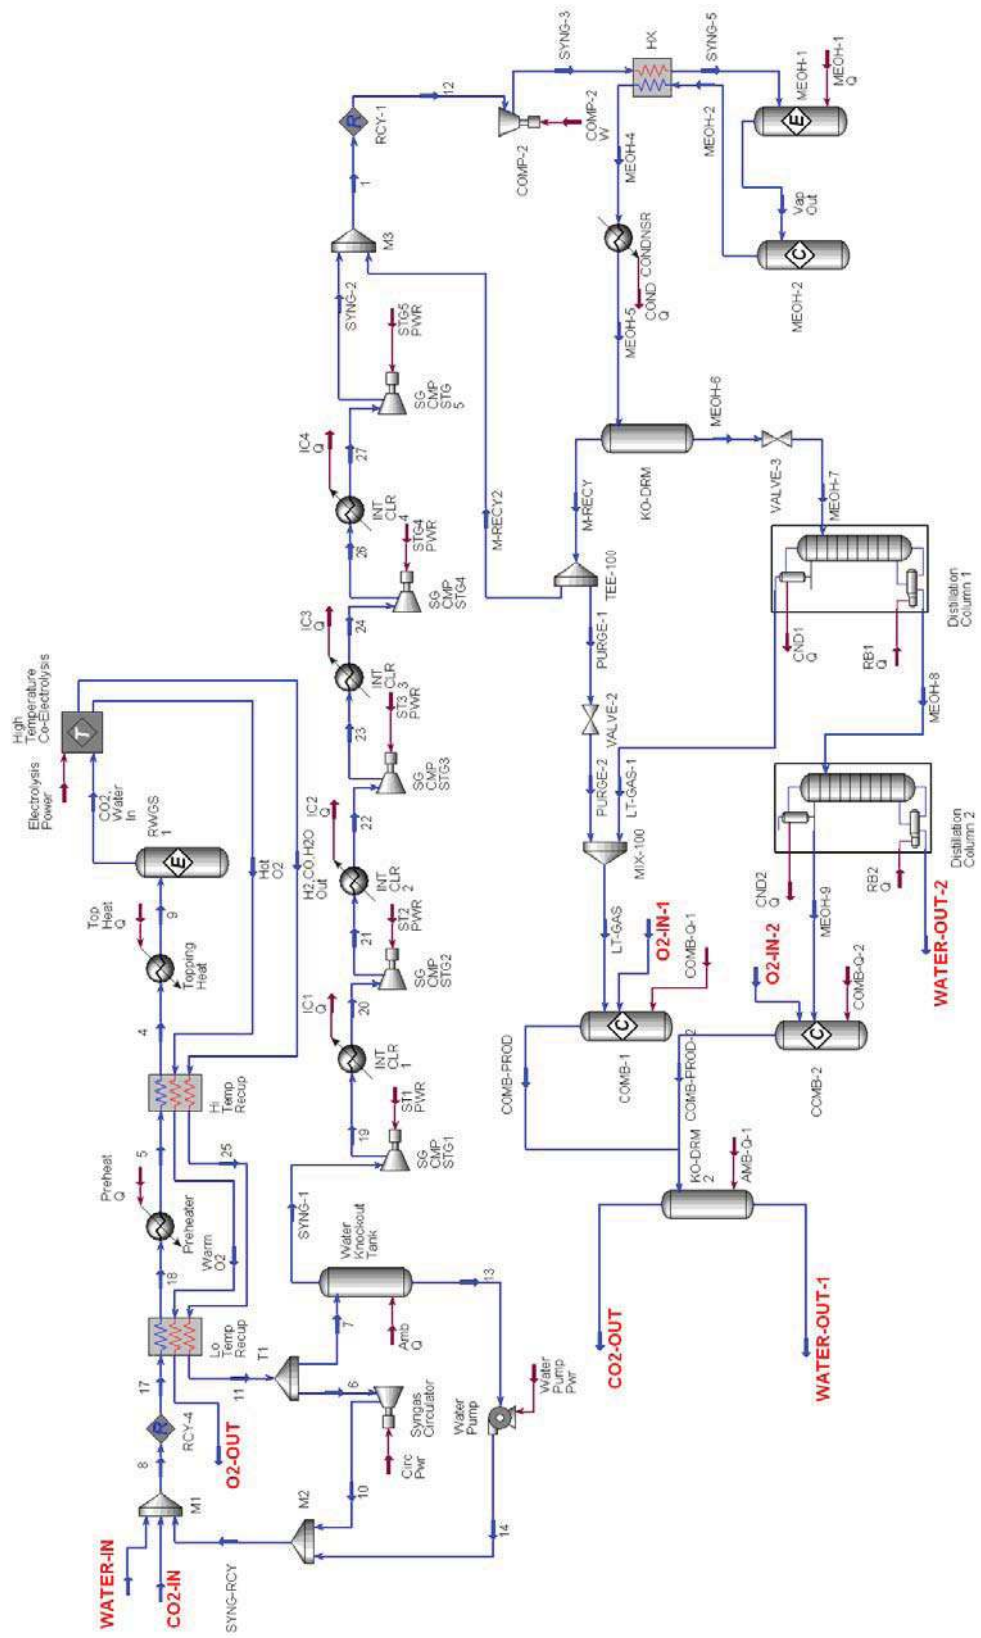 WATER-IN
CO2-IN
SYNG-RCY
M1
8
RCY-4
17
O2-OUT
Lo
Temp
Recup
18
Preheat
Q
Preheater
Warm
O2
5
25
Hi
Temp
Recup
4
Top
Heat
Q
Topping
Heat
9
RWGS
1
CO2,
Water
In
Electrolysis
Power
High
Temperature
Co-Electrolysis
Hot
O2
H2,CO,H2O
Out
M2
10
14
Circ
Pwr
Syngas
Circulator
6
T1
11
7
Amb
Q
Water
Knockout
Tank
13
Water
Pump
Water
Pump
Pwr
SYNG-1
SG
CMP
STG1
ST1
PWR
19
INT
CLR
1
IC1
Q
20
SG
CMP
STG2
ST2
PWR
21
INT
CLR
2
IC2
Q
22
SG
CMP
STG3
ST3
PWR
23
INT
CLR
3
IC3
Q
24
SG
CMP
STG4
STG4
PWR
26
INT
CLR
4
IC4
Q
27
SG
CMP
STG
5
STG5
PWR
SYNG-2
M3
1
RCY-1
12
COMP-2
COMP-2
W
SYNG-3
HX
SYNG-5
MEOH-1
MEOH-1
Q
MEOH-2
Vap
Out
MEOH-2
MEOH-4
CONDNSR
COND
Q
MEOH-5
KO-DRM
M-RECY
M-RECY2
TEE-100
MEOH-6
VALVE-3
MEOH-7
PURGE-1
VALVE-2
PURGE-2
LT-GAS-1
MIX-100
LT-GAS
CND1
Q
RB1
Q
Distillation
Column 1
MEOH-8
CND2
Q
RB2
Q
Distillation
Column 2
MEOH-9
WATER-OUT-2
O2-IN-1
COMB-Q-1
COMB-1
COMB-PROD
O2-IN-2
COMB-Q-2
COMB-2
COMB-PROD-2
KO-DRM
2
AMB-Q-1
CO2-OUT
WATER-OUT-1